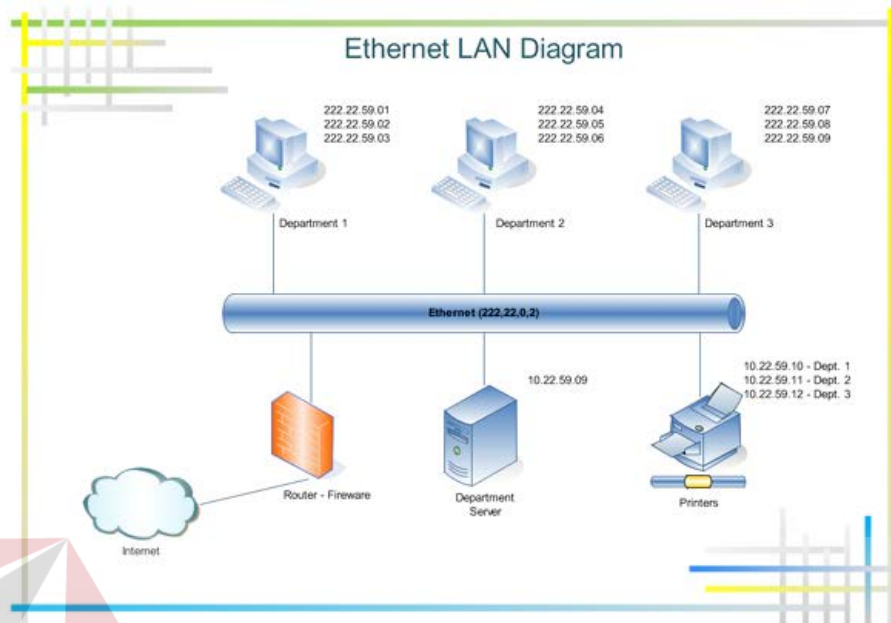 Ethernet LAN Diagram
222.22.59.01
222.22.59.02
222.22.59.03
Department 1
222.22.59.04
222.22.59.05
222.22.59.06
Department 2
222.22.59.07
222.22.59.08
222.22.59.09
Department 3
Ethernet (222,22,0,2)
Router - Fireware
Internet
10.22.59.09
Department
Server
10.22.59.10 - Dept. 1
10.22.59.11 - Dept. 2
10.22.59.12 - Dept. 3
Printers